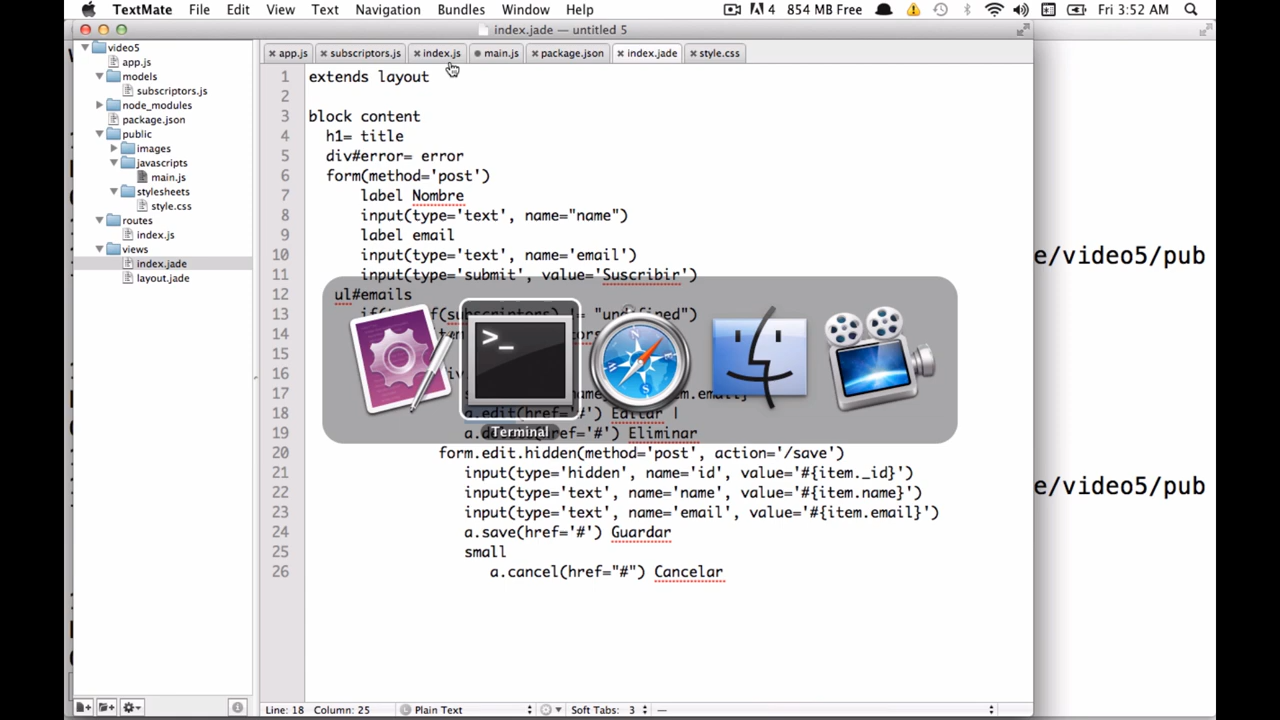 TextMate File Edit View Text Navigation Bundles Window Help 4 854 MB Free Fri 3:52 AM
index.jade — untitled 5
app.js subscriptors.js index.js main.js package.json index.jade style.css
video5
app.js
models
subscriptors.js
node_modules
package.json
public
images
javascripts
main.js
stylesheets
style.css
routes
index.js
views
index.jade
layout.jade
1 extends layout
2
3 block content
4 h1= title
5 div#error= error
6 form(method='post')
7 label Nombre
8 input(type='text', name="name")
9 label email
10 input(type='text', name='email')
11 input(type='submit', value='Suscribir')
12 ul#emails
13
14
15
16
17
18 a.edit(href='#') Editar |
19 Eliminar
20 form.edit.hidden(method='post', action='/save')
21 input(type='hidden', name='id', value='#{item._id}')
22 input(type='text', name='name', value='#{item.name}')
23 input(type='text', name='email', value='#{item.email}')
24 a.save(href='#') Guardar
25 small
26 a.cancel(href="#") Cancelar
e/video5/pub
e/video5/pub
>_
Terminal
Line: 18 Column: 25 Plain Text Soft Tabs: 3 —